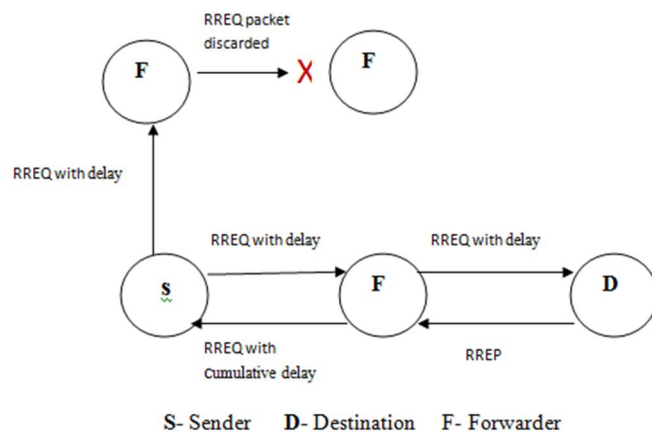 RREQ packet
discarded
F
X
F
RREQ with delay
RREQ with delay
RREQ with delay
s
F
D
RREQ with
Cumulative delay
RREP
S- Sender D- Destination F- Forwarder